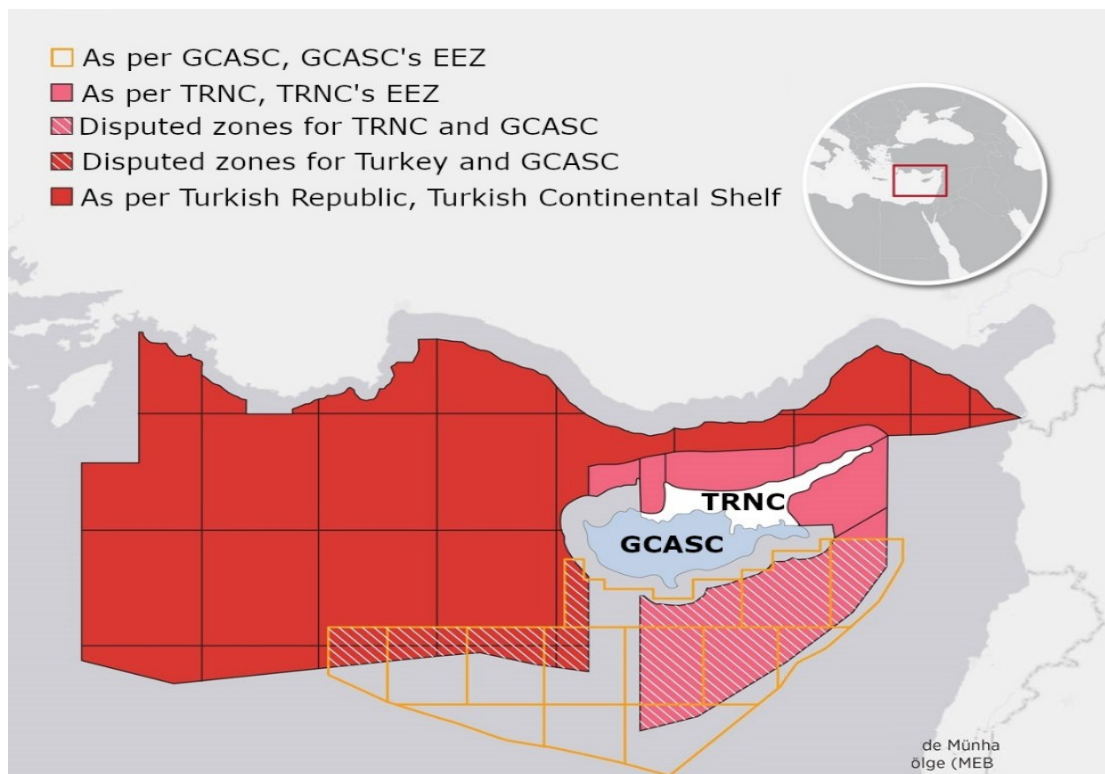 As per GCASC, GCASC's EEZ
As per TRNC, TRNC's EEZ
Disputed zones for TRNC and GCASC
Disputed zones for Turkey and GCASC
As per Turkish Republic, Turkish Continental Shelf
TRNC
GCASC
de Münha
ölge (MEB